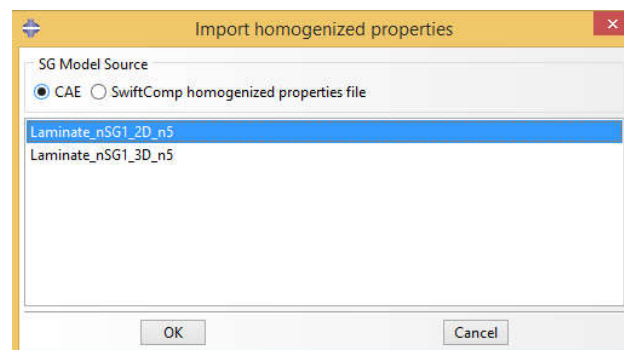 Import homogenized properties
SG Model Source
CAE SwiftComp homogenized properties file
Laminate_nSG1_2D_n5
Laminate_nSG1_3D_n5
OK Cancel